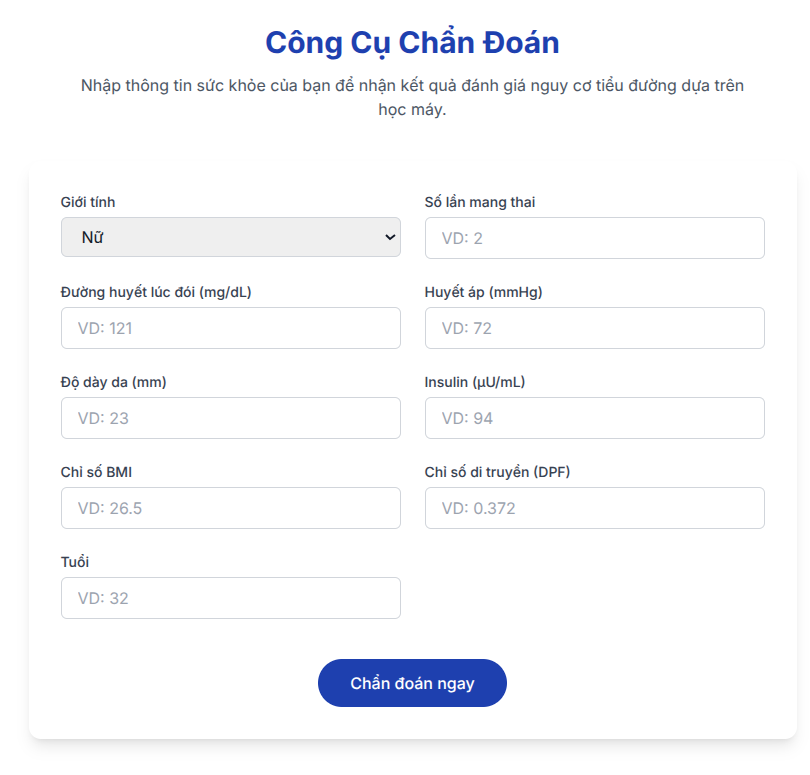 Công Cụ Chẩn Đoán
Nhập thông tin sức khỏe của bạn để nhận kết quả đánh giá nguy cơ tiểu đường dựa trên
học máy.
Giới tính
Nữ
Số lần mang thai
VD: 2
Đường huyết lúc đói (mg/dL)
VD: 121
Huyết áp (mmHg)
VD: 72
Độ dày da (mm)
VD: 23
Insulin (μU/mL)
VD: 94
Chỉ số BMI
VD: 26.5
Chỉ số di truyền (DPF)
VD: 0.372
Tuổi
VD: 32
Chẩn đoán ngay